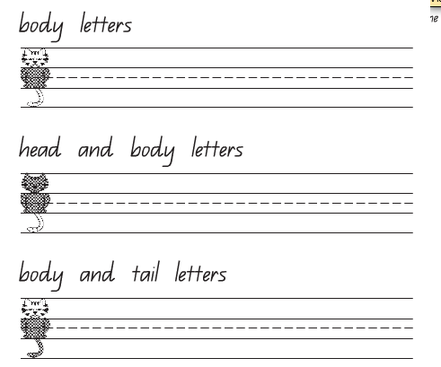 body letters
head and body letters
body and tail letters